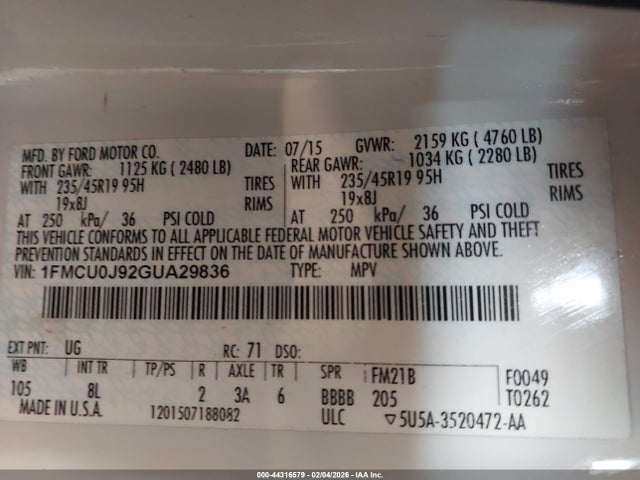 MFD. BY FORD MOTOR CO. DATE: 07/15 GVWR: 2159 KG ( 4760 LB)
FRONT GAWR: 1125 KG ( 2480 LB) REAR GAWR: 1034 KG ( 2280 LB)
WITH 235/45R19 95H TIRES WITH 235/45R19 95H TIRES
19x8J RIMS 19x8J RIMS
AT 250 kPa/ 36 PSI COLD AT 250 kPa/ 36 PSI COLD
THIS VEHICLE CONFORMS TO ALL APPLICABLE FEDERAL MOTOR VEHICLE SAFETY AND THEFT
PREVENTION STANDARDS IN EFFECT ON THE DATE OF MANUFACTURE SHOWN ABOVE.
VIN: 1FMCU0J92GUA29836 TYPE: MPV
EXT PNT: UG RC: 71 DSO:
WB INT TR TP/PS R AXLE TR SPR FM21B F0049
105 8L 2 3A 6 BBBB 205 T0262
MADE IN U.S.A. 1201507188082 ULC ▽5U5A-3520472-AA
000-44316579 - 02/04/2026 - IAA Inc.